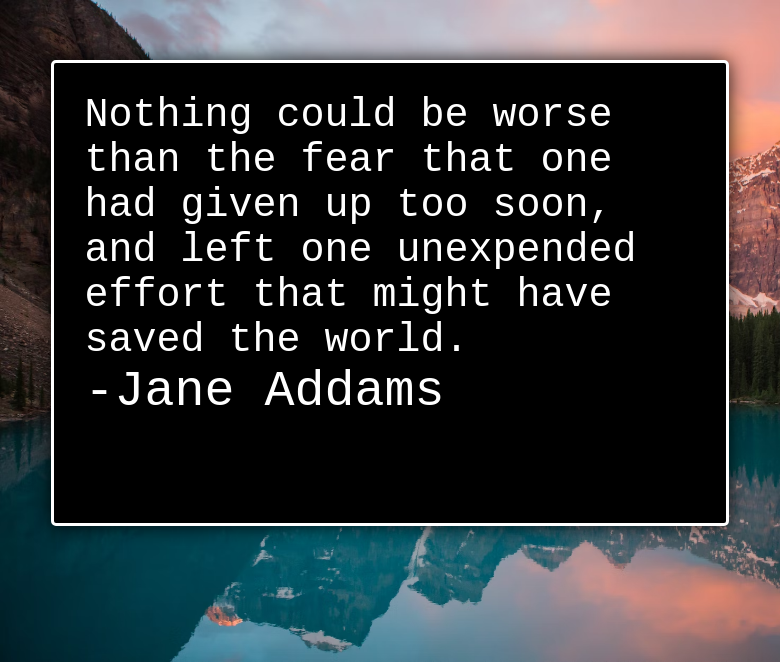 Nothing could be worse
than the fear that one
had given up too soon,
and left one unexpended
effort that might have
saved the world.
-Jane Addams